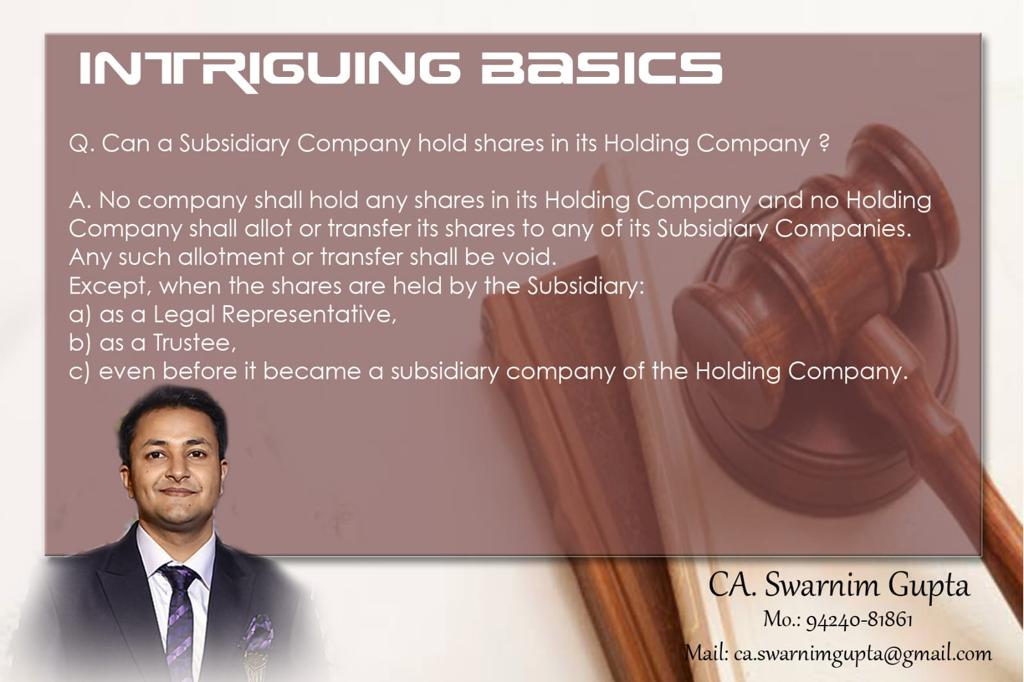 INTRIGUING BASICS
Q. Can a Subsidiary Company hold shares in its Holding Company ?
A. No company shall hold any shares in its Holding Company and no Holding
Company shall allot or transfer its shares to any of its Subsidiary Companies.
Any such allotment or transfer shall be void.
Except, when the shares are held by the Subsidiary:
a) as a Legal Representative,
b) as a Trustee,
c) even before it became a subsidiary company of the Holding Company.
CA. Swarnim Gupta
Mo.: 94240-81861
Mail: ca.swarnimgupta@gmail.com